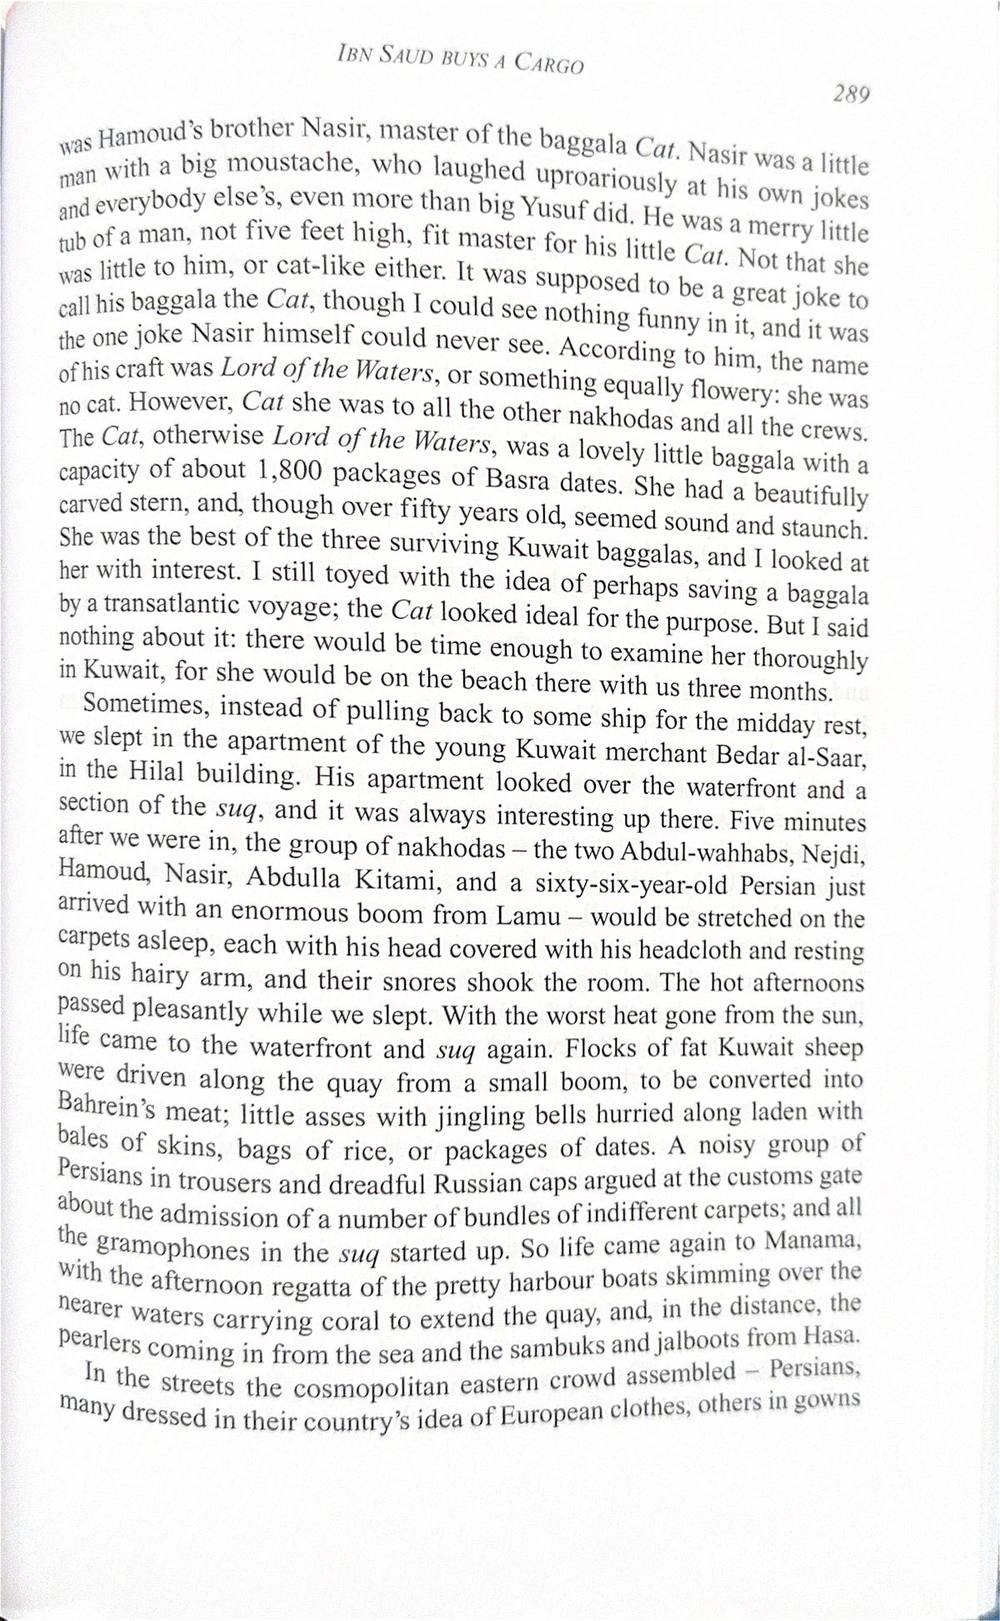 IBN SAUD BUYS A CARGO
289
was Hamoud's brother Nasir, master of the baggala Cat. Nasir was a little
man with a big moustache, who laughed uproariously at his own jokes
and everybody else's, even more than big Yusuf did. He was a merry little
tub of a man, not five feet high, fit master for his little Cat. Not that she
was little to him, or cat-like either. It was supposed to be a great joke to
call his baggala the Cat, though I could see nothing funny in it, and it was
the one joke Nasir himself could never see. According to him, the name
of his craft was Lord of the Waters, or something equally flowery: she was
no cat. However, Cat she was to all the other nakhodas and all the crews.
The Cat, otherwise Lord of the Waters, was a lovely little baggala with a
capacity of about 1,800 packages of Basra dates. She had a beautifully
carved stern, and, though over fifty years old, seemed sound and staunch.
She was the best of the three surviving Kuwait baggalas, and I looked at
her with interest. I still toyed with the idea of perhaps saving a baggala
by a transatlantic voyage; the Cat looked ideal for the purpose. But I said
nothing about it: there would be time enough to examine her thoroughly
in Kuwait, for she would be on the beach there with us three months.
Sometimes, instead of pulling back to some ship for the midday rest,
we slept in the apartment of the young Kuwait merchant Bedar al-Saar,
in the Hilal building. His apartment looked over the waterfront and a
section of the suq, and it was always interesting up there. Five minutes
after we were in, the group of nakhodas – the two Abdul-wahhabs, Nejdi,
Hamoud, Nasir, Abdulla Kitami, and a sixty-six-year-old Persian just
arrived with an enormous boom from Lamu – would be stretched on the
carpets asleep, each with his head covered with his headcloth and resting
on his hairy arm, and their snores shook the room. The hot afternoons
passed pleasantly while we slept. With the worst heat gone from the sun,
life came to the waterfront and suq again. Flocks of fat Kuwait sheep
were driven along the quay from a small boom, to be converted into
Bahrein's meat; little asses with jingling bells hurried along laden with
bales of skins, bags of rice, or packages of dates. A noisy group of
Persians in trousers and dreadful Russian caps argued at the customs gate
about the admission of a number of bundles of indifferent carpets; and all
the gramophones in the suq started up. So life came again to Manama,
with the afternoon regatta of the pretty harbour boats skimming over the
nearer waters carrying coral to extend the quay, and, in the distance, the
pearlers coming in from the sea and the sambuks and jalboots from Hasa.
In the streets the cosmopolitan eastern crowd assembled – Persians,
many dressed in their country's idea of European clothes, others in gowns